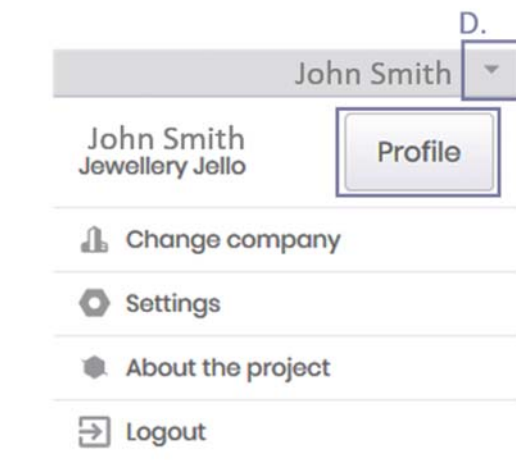 D.
John Smith
John Smith
Profile
Jewellery Jello
Change company
Settings
About the project
Logout